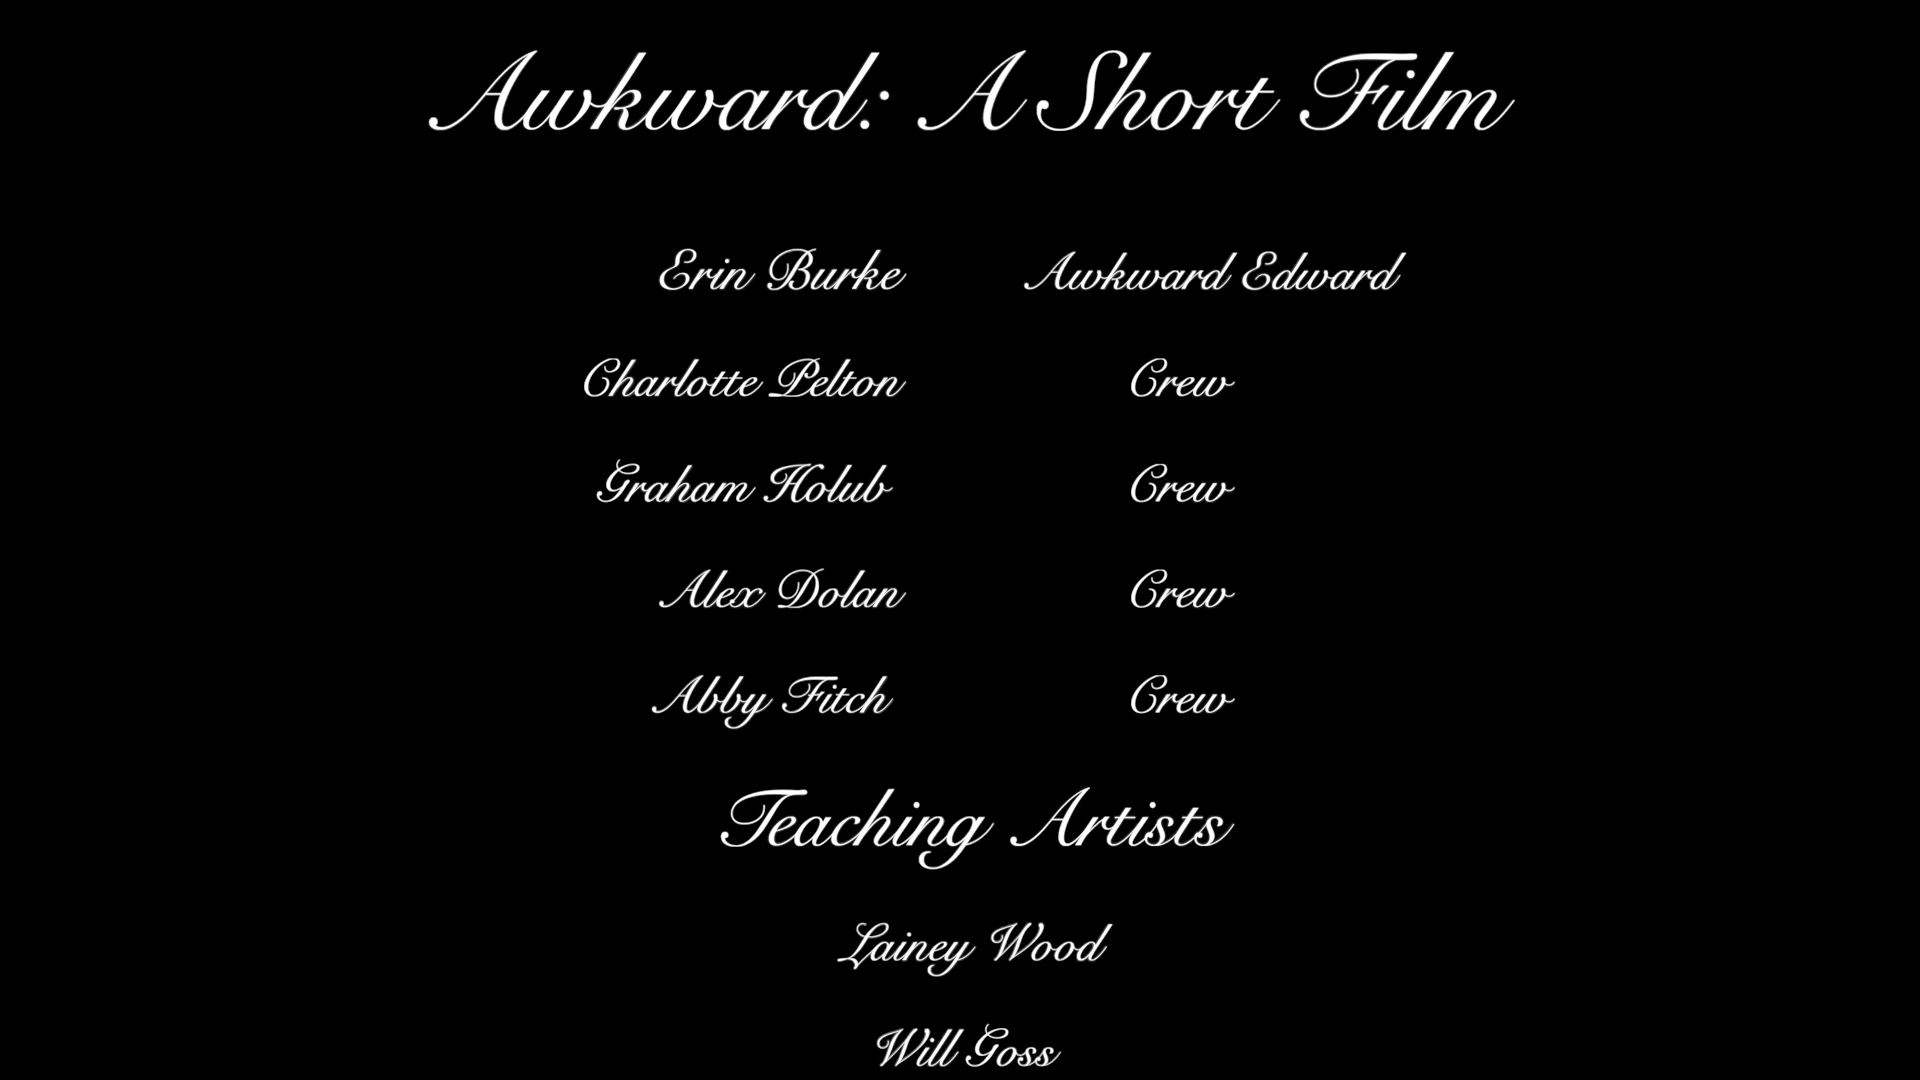 Awkward: A Short Film
Erin Burke Awkward Edward
Charlotte Pelton Crew
Graham Holub Crew
Alex Dolan Crew
Abby Fitch Crew
Teaching Artists
Lainey Wood
Will Goss